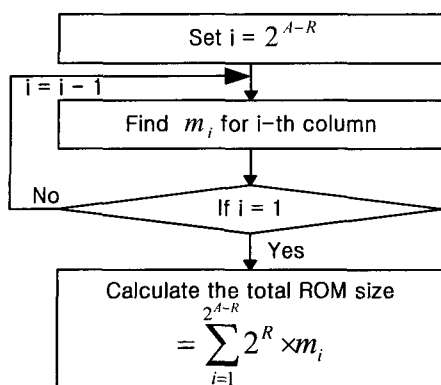 Set i = 2^{A-R}
i = i - 1
Find m_i for i-th column
No
If i = 1
Yes
Calculate the total ROM size
= \sum_{i=1}^{2^{A-R}} 2^R × m_i